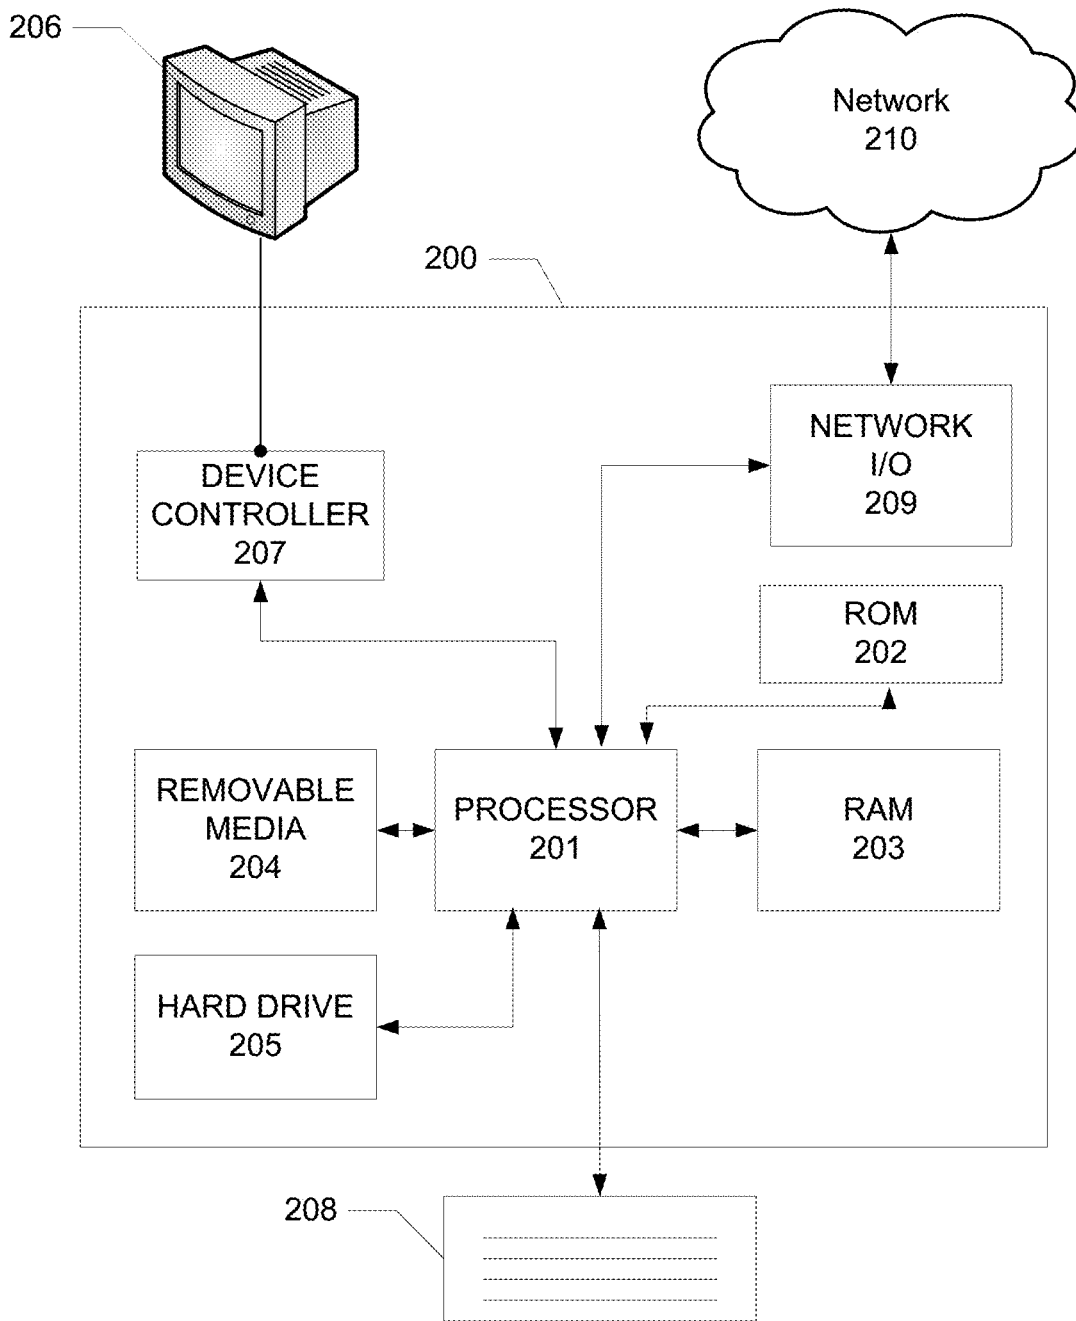 206
Network
210
200
NETWORK
I/O
209
DEVICE
CONTROLLER
207
ROM
202
REMOVABLE
MEDIA
204
PROCESSOR
201
RAM
203
HARD DRIVE
205
208